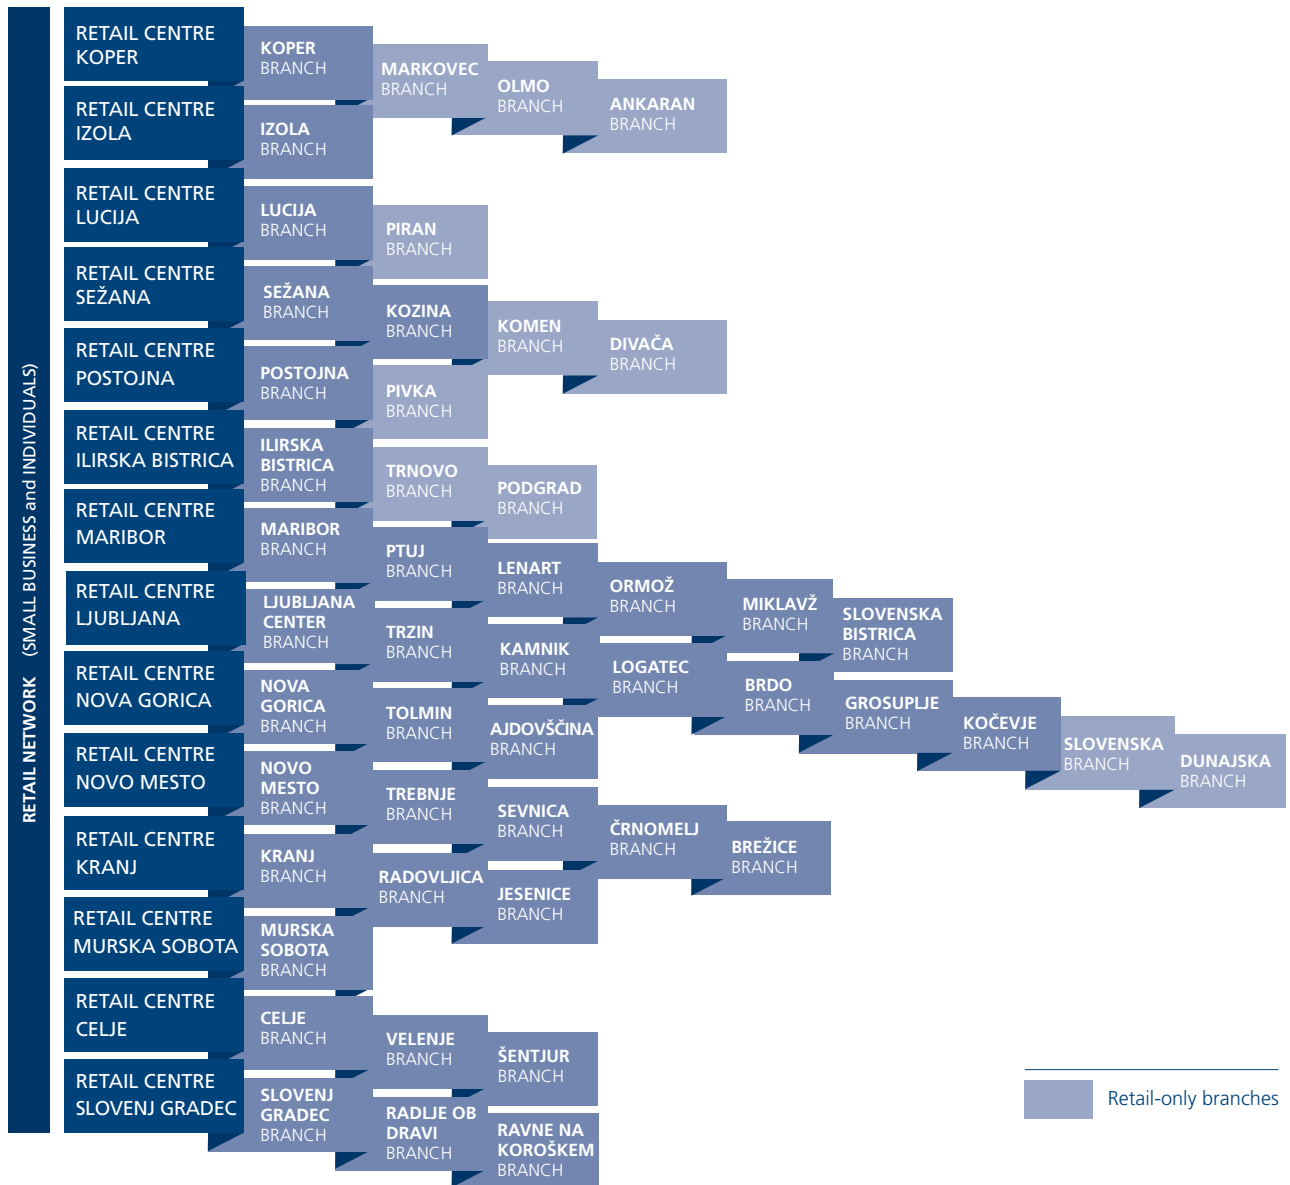 RETAIL NETWORK (SMALL BUSINESS and INDIVIDUALS)
RETAIL CENTRE
KOPER
KOPER
BRANCH
MARKOVEC
BRANCH
OLMO
BRANCH
ANKARAN
BRANCH
RETAIL CENTRE
IZOLA
IZOLA
BRANCH
RETAIL CENTRE
LUCIJA
LUCIJA
BRANCH
PIRAN
BRANCH
RETAIL CENTRE
SEŽANA
SEŽANA
BRANCH
KOZINA
BRANCH
KOMEN
BRANCH
DIVAČA
BRANCH
RETAIL CENTRE
POSTOJNA
POSTOJNA
BRANCH
PIVKA
BRANCH
RETAIL CENTRE
ILIRSKA BISTRICA
ILIRSKA
BISTRICA
BRANCH
TRNOVO
BRANCH
PODGRAD
BRANCH
RETAIL CENTRE
MARIBOR
MARIBOR
BRANCH
PTUJ
BRANCH
LENART
BRANCH
ORMOŽ
BRANCH
MIKLAVŽ
BRANCH
SLOVENSKA
BISTRICA
BRANCH
RETAIL CENTRE
LJUBLJANA
LJUBLJANA
CENTER
BRANCH
TRZIN
BRANCH
KAMNIK
BRANCH
LOGATEC
BRANCH
BRDO
BRANCH
GROSUPLJE
BRANCH
KOČEVJE
BRANCH
SLOVENSKA
BRANCH
DUNAJSKA
BRANCH
RETAIL CENTRE
NOVA GORICA
NOVA
GORICA
BRANCH
TOLMIN
BRANCH
AJDOVŠČINA
BRANCH
RETAIL CENTRE
NOVO MESTO
NOVO
MESTO
BRANCH
TREBNJE
BRANCH
SEVNICA
BRANCH
ČRNOMELJ
BRANCH
BREŽICE
BRANCH
RETAIL CENTRE
KRANJ
KRANJ
BRANCH
RADOVLJICA
BRANCH
JESENICE
BRANCH
RETAIL CENTRE
MURSKA SOBOTA
MURSKA
SOBOTA
BRANCH
RETAIL CENTRE
CELJE
CELJE
BRANCH
VELENJE
BRANCH
ŠENTJUR
BRANCH
RETAIL CENTRE
SLOVENJ GRADEC
SLOVENJ
GRADEC
BRANCH
RADLJE OB
DRAVI
BRANCH
RAVNE NA
KOROŠKEM
BRANCH
Retail-only branches